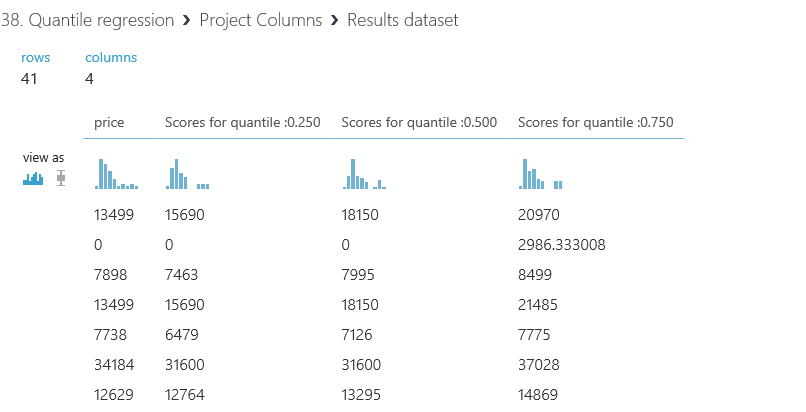 38. Quantile regression › Project Columns › Results dataset
rows columns
41 4
price Scores for quantile :0.250 Scores for quantile :0.500 Scores for quantile :0.750
view as
13499 15690 18150 20970
0 0 0 2986.333008
7898 7463 7995 8499
13499 15690 18150 21485
7738 6479 7126 7775
34184 31600 31600 37028
12629 12764 13295 14869